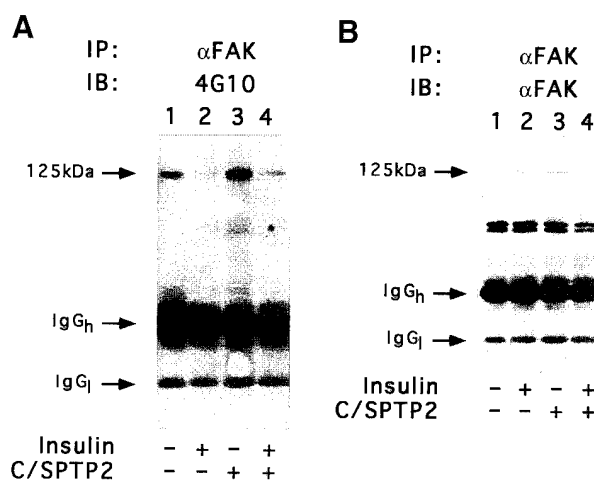 A
IP: αFAK
IB: 4G10
1 2 3 4
125kDa
IgGh
IgGl
Insulin – + – +
C/SPTP2 – – + +
B
IP: αFAK
IB: αFAK
1 2 3 4
125kDa
IgGh
IgGl
Insulin – + – +
C/SPTP2 – – + +